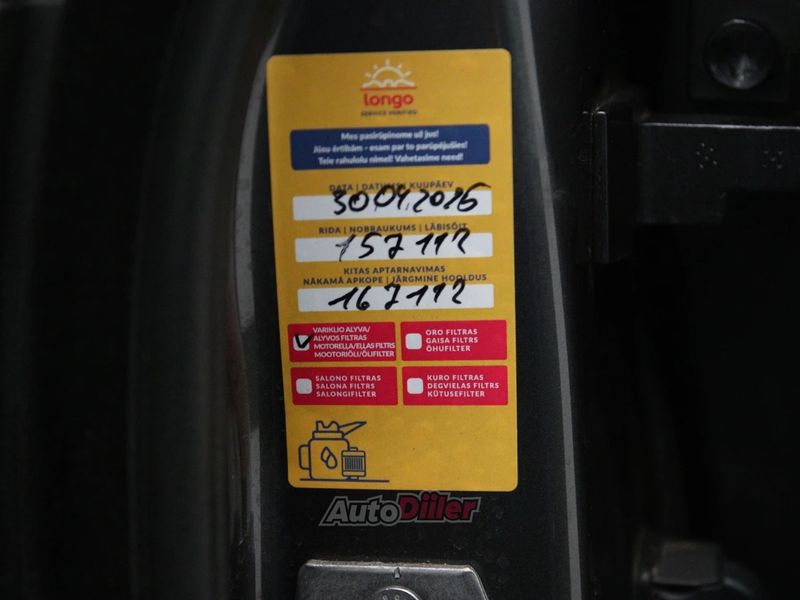 longo
SERVICE VERIFIED
Mes pasirūpinome už jus!
Jūsu ērtībām - esam par to parūpējušies!
Teie rahulolu nimel! Vahetasime need!
DATA | DATUMS | KUUPÄEV
30.04.2025
RIDA | NOBRAUKUMS | LÄBISÕIT
157112
KITAS APTARNAVIMAS
NĀKAMĀ APKOPE | JÄRGMINE HOOLDUS
167112
VARIKLIO ALYVA/
ALYVOS FILTRAS
MOTOREĻĻA/EĻĻAS FILTRS
MOOTORIÕLI/ÕLIFILTER
ORO FILTRAS
GAISA FILTRS
ÕHUFILTER
SALONO FILTRAS
SALONA FILTRS
SALONGIFILTER
KURO FILTRAS
DEGVIELAS FILTRS
KÜTUSEFILTER
AutoDiiler